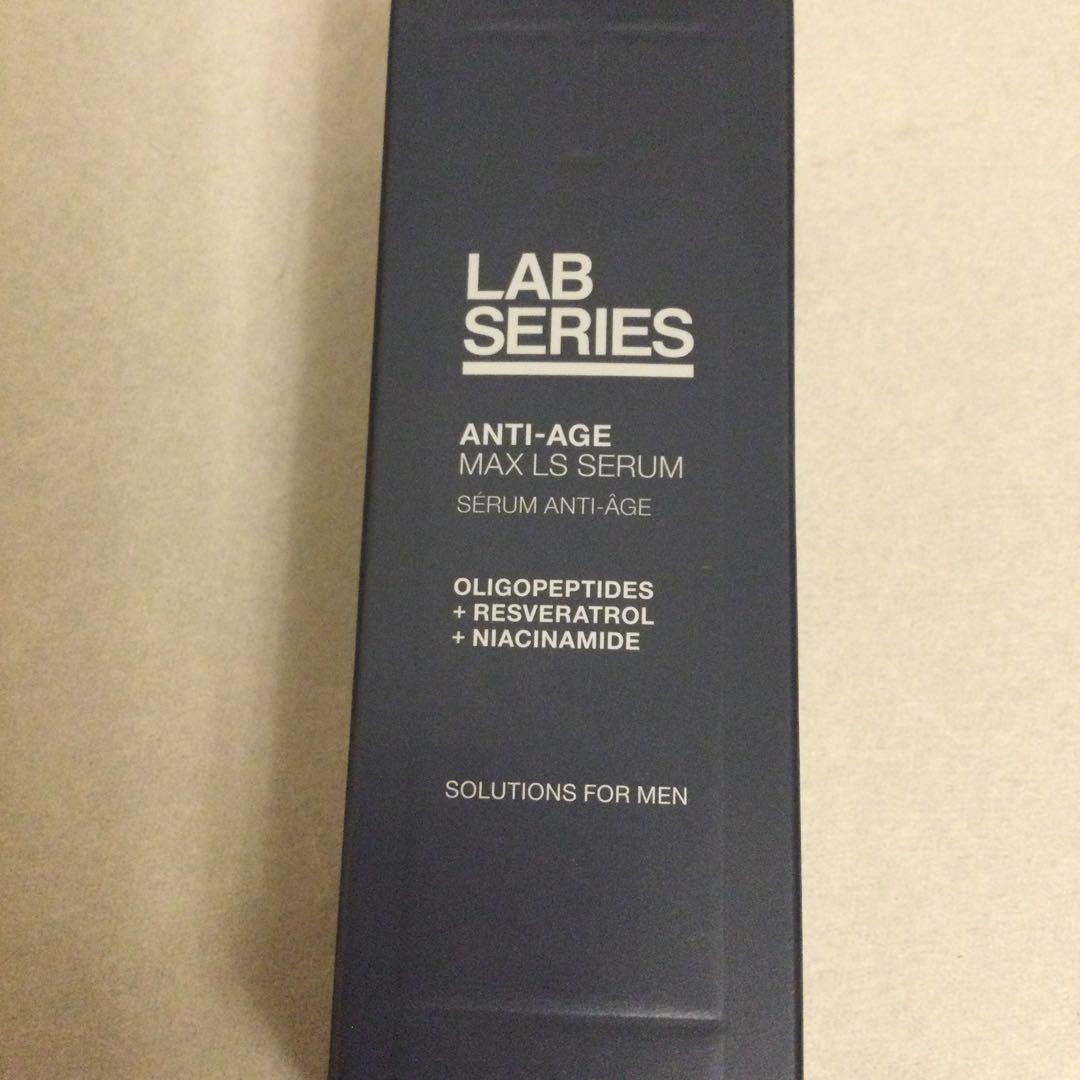 LAB
SERIES
ANTI-AGE
MAX LS SERUM
SÉRUM ANTI-ÂGE
OLIGOPEPTIDES
+ RESVERATROL
+ NIACINAMIDE
SOLUTIONS FOR MEN